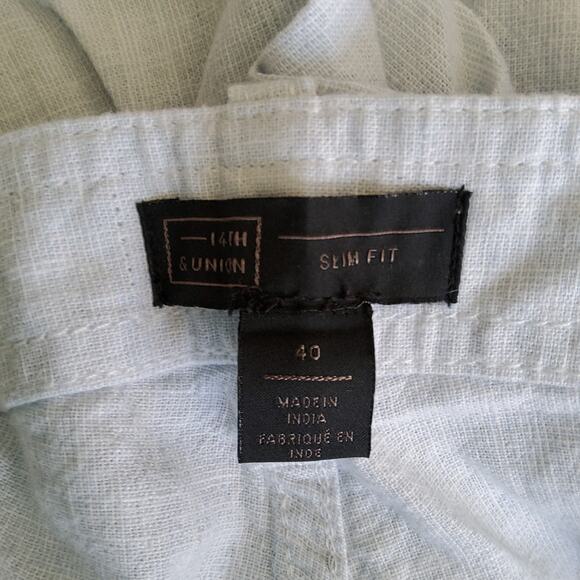 14TH
& UNION
SLIM FIT
40
MADE IN
INDIA
FABRIQUÉ EN
INDE